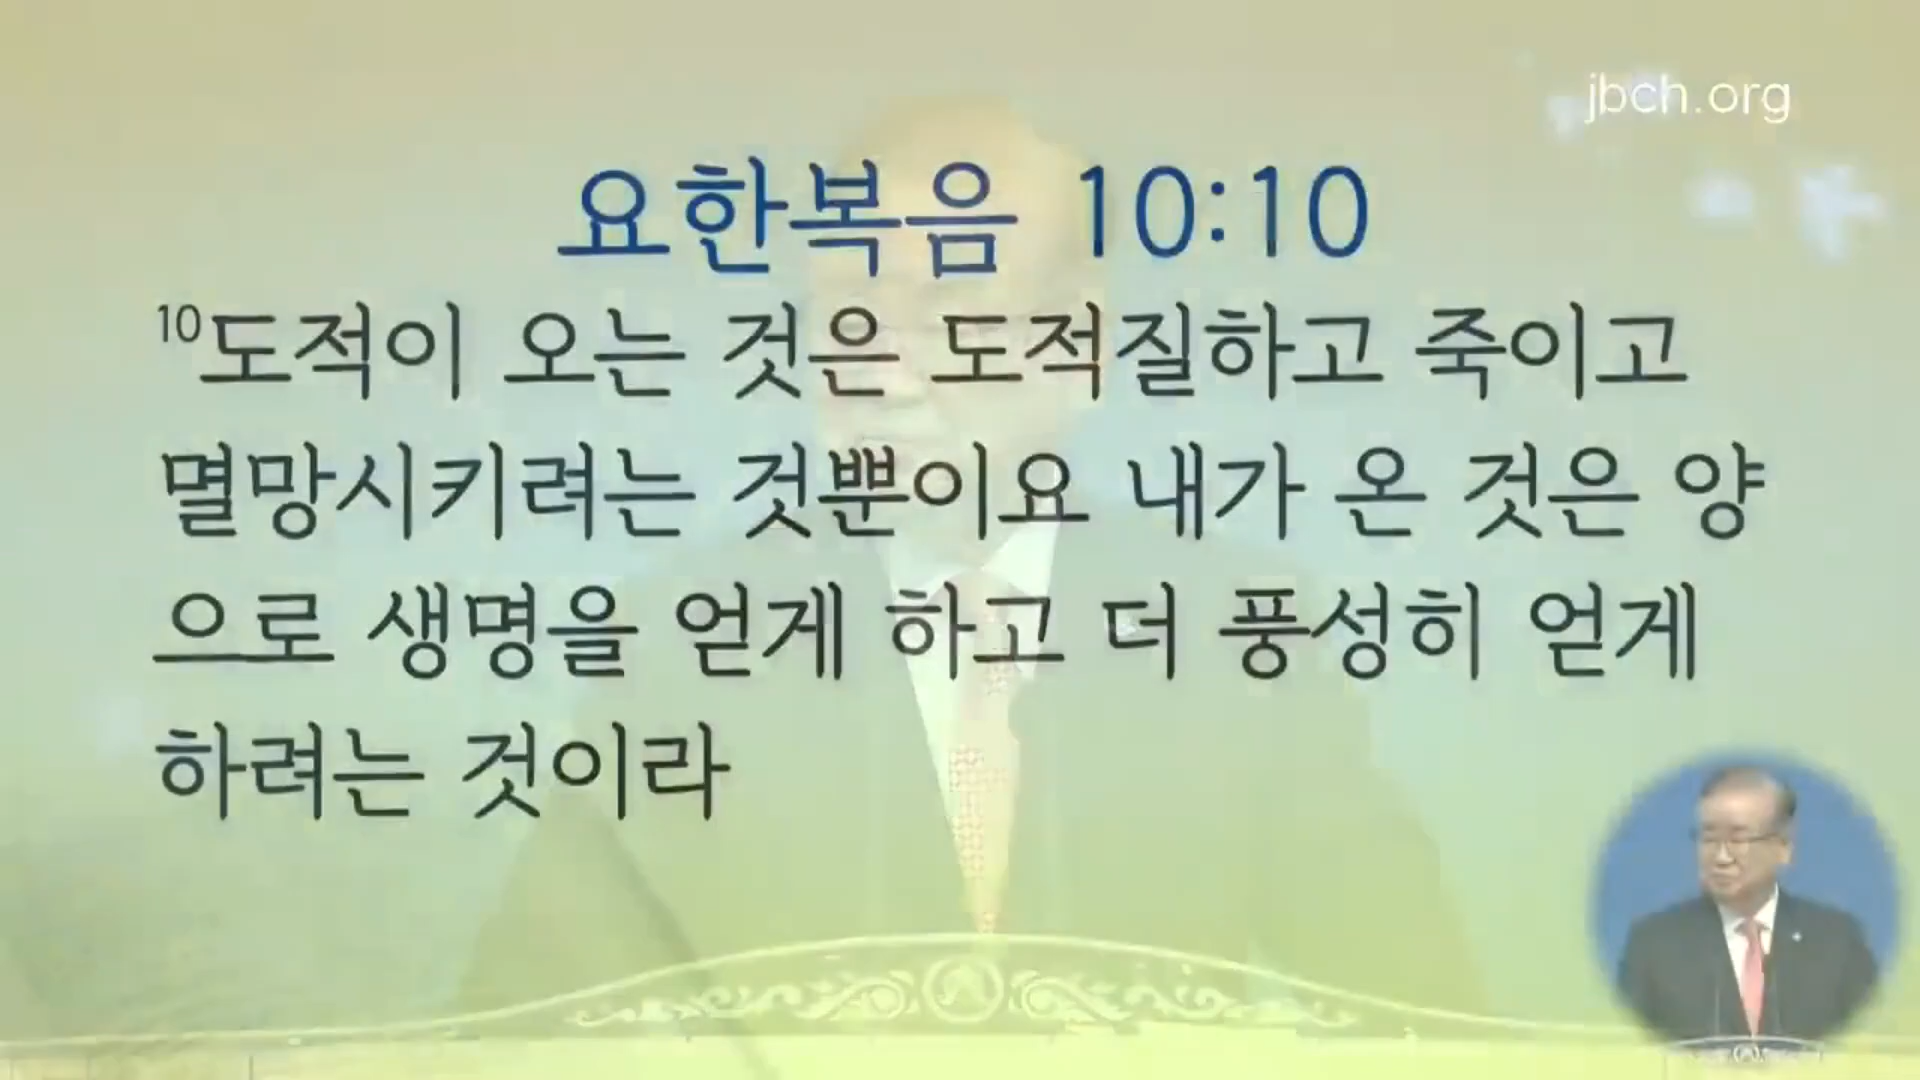 jbch.org
요한복음 10:10
10도적이 오는 것은 도적질하고 죽이고
멸망시키려는 것뿐이요 내가 온 것은 양
으로 생명을 얻게 하고 더 풍성히 얻게
하려는 것이라